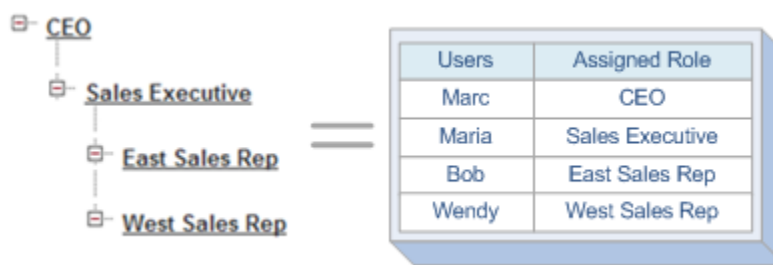 CEO
Sales Executive
East Sales Rep
West Sales Rep
Users Assigned Role
Marc CEO
Maria Sales Executive
Bob East Sales Rep
Wendy West Sales Rep